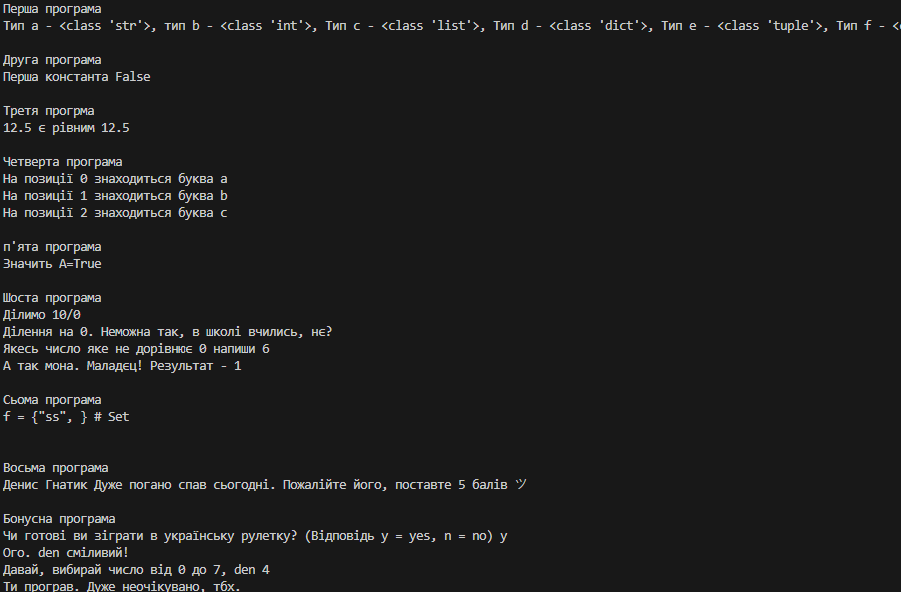 Перша програма
Тип a - <class 'str'>, тип b - <class 'int'>, Тип c - <class 'list'>, Тип d - <class 'dict'>, Тип e - <class 'tuple'>, Тип f - <
Друга програма
Перша константа False
Третя прогрма
12.5 є рівним 12.5
Четверта програма
На позиції 0 знаходиться буква a
На позиції 1 знаходиться буква b
На позиції 2 знаходиться буква c
п'ята програма
Значить A=True
Шоста програма
Ділимо 10/0
Ділення на 0. Неможна так, в школі вчились, нє?
Якесь число яке не дорівнює 0 напиши 6
А так мона. Маладєц! Результат - 1
Сьома програма
f = {"ss", } # Set
Восьма програма
Денис Гнатик Дуже погано спав сьогодні. Пожалійте його, поставте 5 балів ツ
Бонусна програма
Чи готові ви зіграти в українську рулетку? (Відповідь y = yes, n = no) y
Ого. den сміливий!
Давай, вибирай число від 0 до 7, den 4
Ти програв. Дуже неочікувано, тбх.